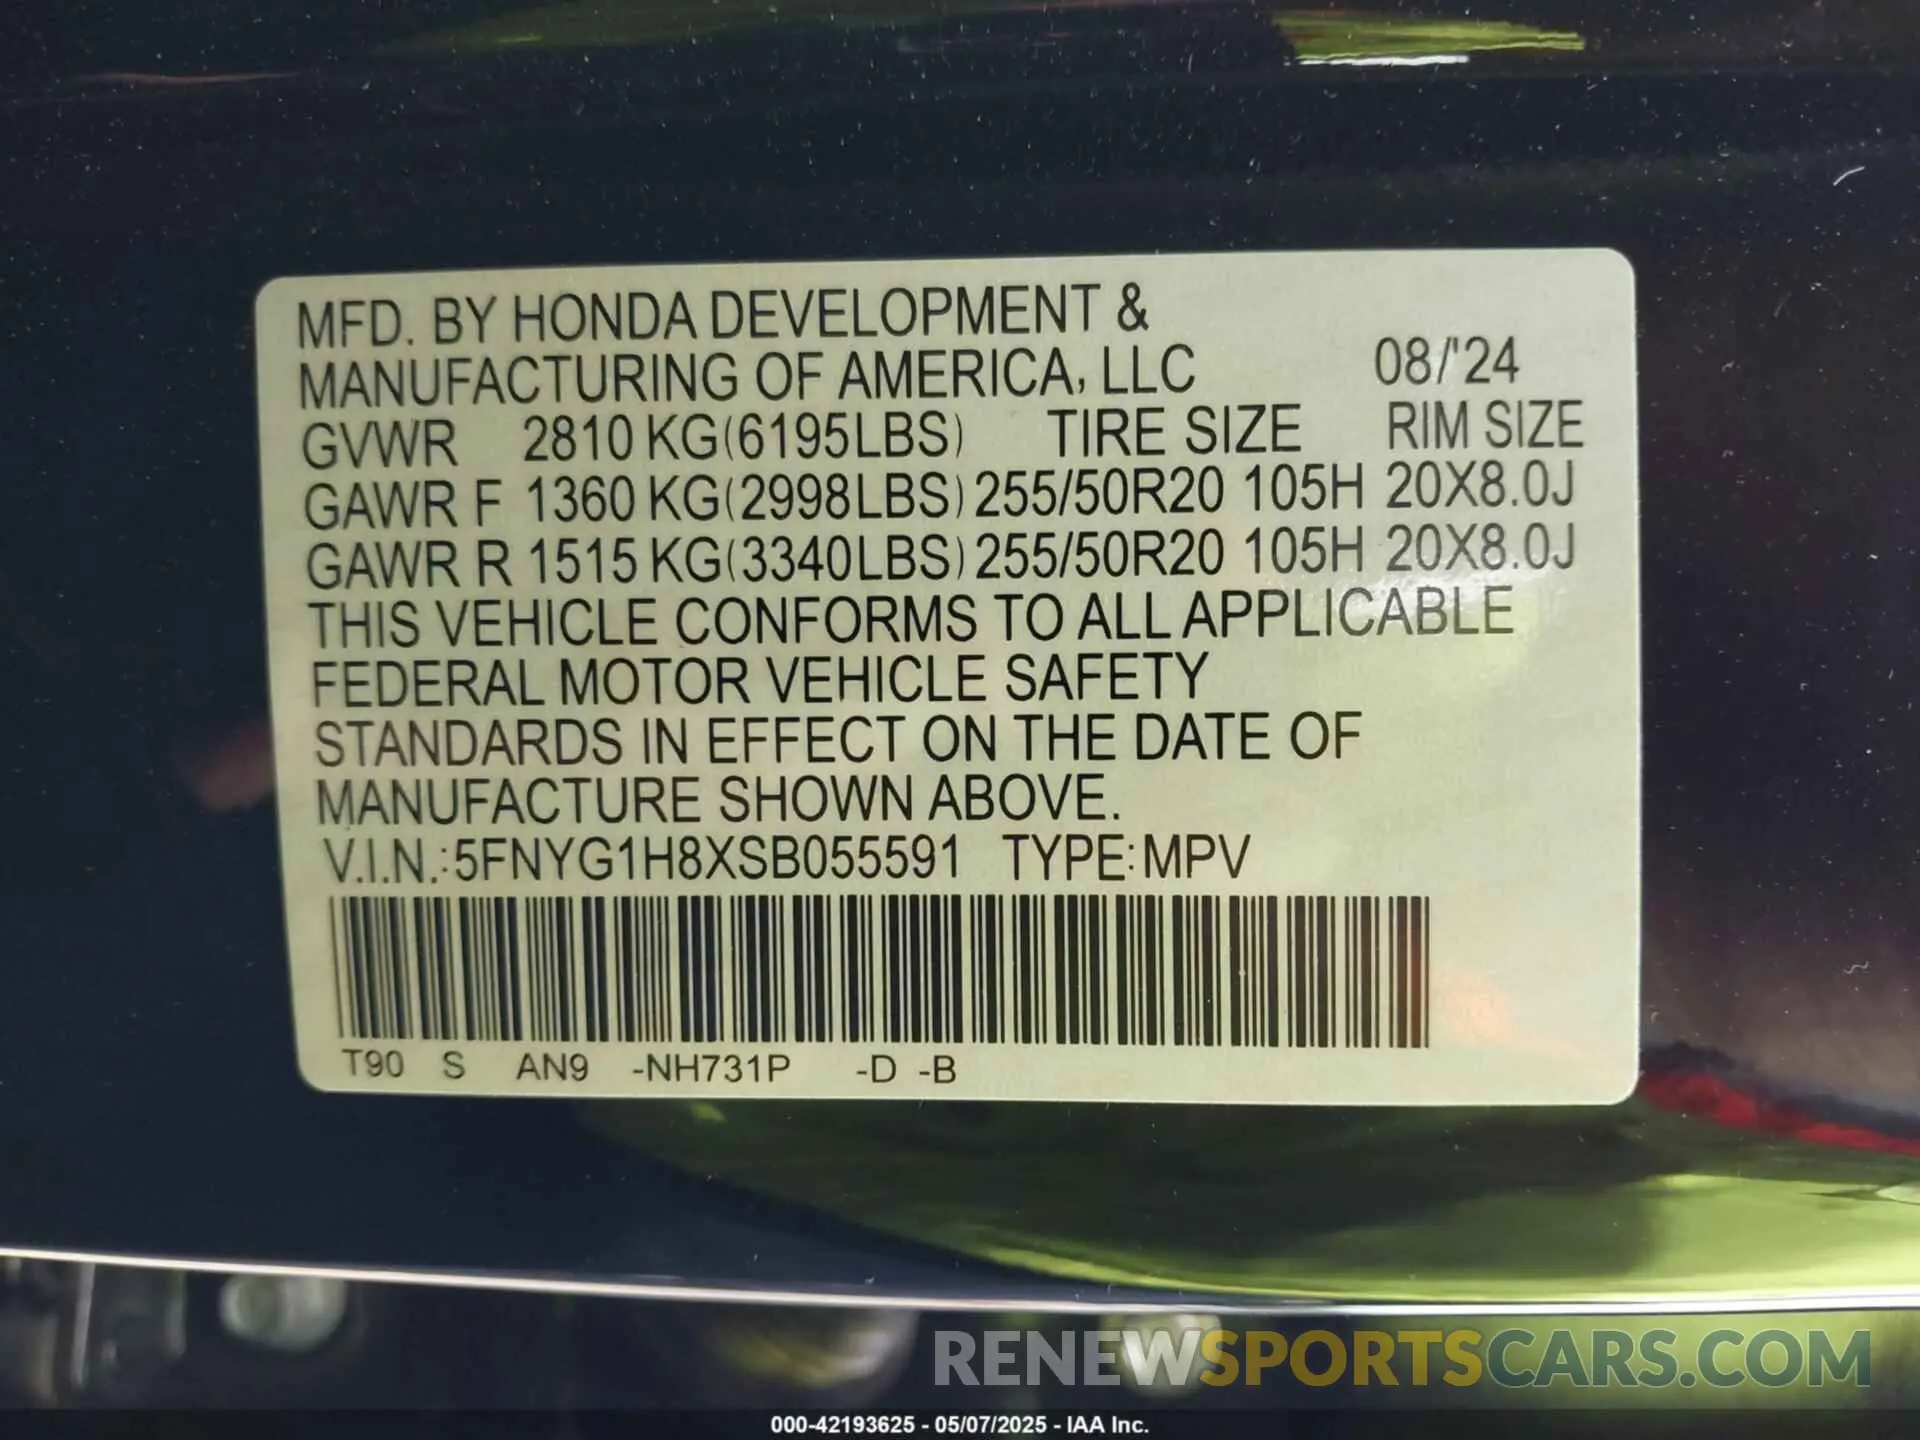 MFD. BY HONDA DEVELOPMENT &
MANUFACTURING OF AMERICA, LLC 08/'24
GVWR 2810 KG(6195LBS) TIRE SIZE RIM SIZE
GAWR F 1360 KG(2998LBS) 255/50R20 105H 20X8.0J
GAWR R 1515 KG(3340LBS) 255/50R20 105H 20X8.0J
THIS VEHICLE CONFORMS TO ALL APPLICABLE
FEDERAL MOTOR VEHICLE SAFETY
STANDARDS IN EFFECT ON THE DATE OF
MANUFACTURE SHOWN ABOVE.
V.I.N.:5FNYG1H8XSB055591 TYPE:MPV
T90 S AN9 -NH731P -D -B
RENEWSPORTSCARS.COM
000-42193625 - 05/07/2025 - IAA Inc.